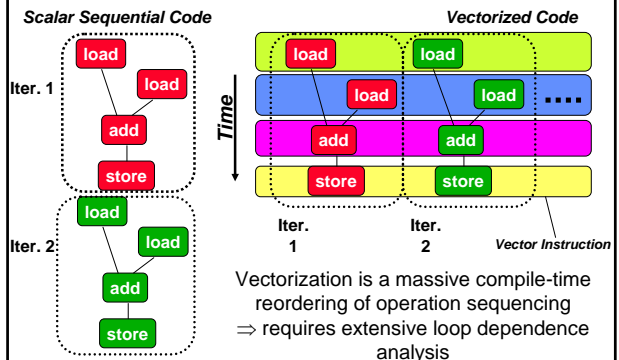 Scalar Sequential Code
Vectorized Code
load
load
Iter. 1
add
store
load
Iter. 2
load
add
store
Time
load
load
load
load
....
add
add
store
store
Iter.
1
Iter.
2
Vector Instruction
Vectorization is a massive compile-time
reordering of operation sequencing
⇒ requires extensive loop dependence
analysis